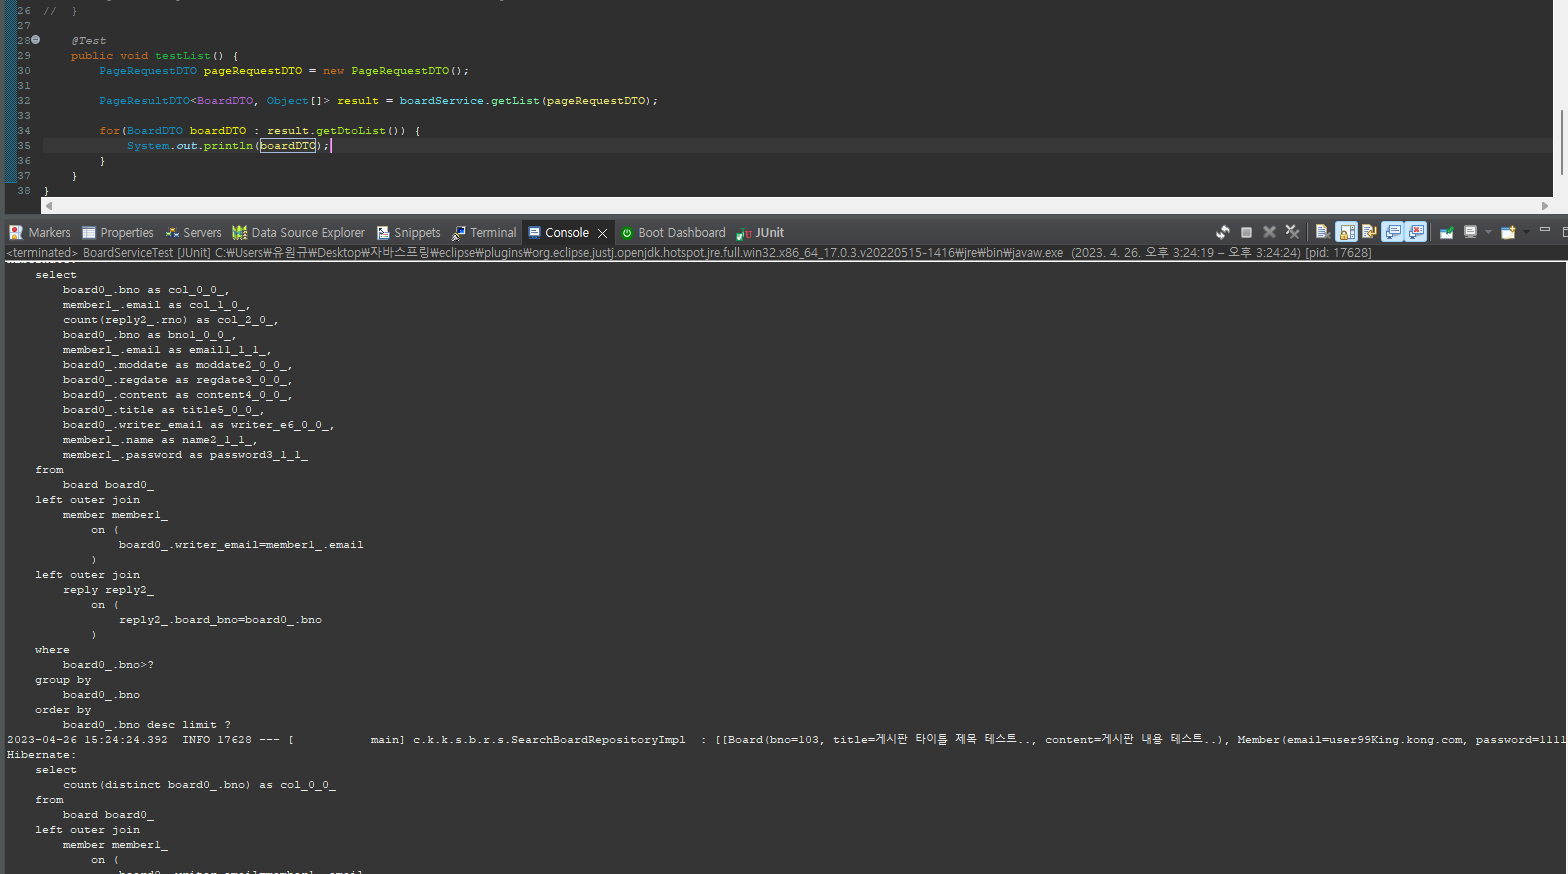 26 //  }
27
28 @Test
29 public void testList() {
30 PageRequestDTO pageRequestDTO = new PageRequestDTO();
31
32 PageResultDTO<BoardDTO, Object[]> result = boardService.getList(pageRequestDTO);
33
34 for(BoardDTO boardDTO : result.getDtoList()) {
35 System.out.println(boardDTO);
36 }
37 }
38 }
Markers Properties Servers Data Source Explorer Snippets Terminal Console Boot Dashboard JUnit
<terminated> BoardServiceTest [JUnit] C:₩Users₩유원규₩Desktop₩자바스프링₩eclipse₩plugins₩org.eclipse.justj.openjdk.hotspot.jre.full.win32.x86_64_17.0.3.v20220515-1416₩jre₩bin₩javaw.exe (2023. 4. 26. 오후 3:24:19 – 오후 3:24:24) [pid: 17628]
select
board0_.bno as col_0_0_,
member1_.email as col_1_0_,
count(reply2_.rno) as col_2_0_,
board0_.bno as bno1_0_0_,
member1_.email as email1_1_1_,
board0_.moddate as moddate2_0_0_,
board0_.regdate as regdate3_0_0_,
board0_.content as content4_0_0_,
board0_.title as title5_0_0_,
board0_.writer_email as writer_e6_0_0_,
member1_.name as name2_1_1_,
member1_.password as password3_1_1_
from
board board0_
left outer join
member member1_
on (
board0_.writer_email=member1_.email
)
left outer join
reply reply2_
on (
reply2_.board_bno=board0_.bno
)
where
board0_.bno>?
group by
board0_.bno
order by
board0_.bno desc limit ?
2023-04-26 15:24:24.392  INFO 17628 --- [           main] c.k.k.s.b.r.s.SearchBoardRepositoryImpl  : [[Board(bno=103, title=게시판 타이틀 제목 테스트.., content=게시판 내용 테스트..), Member(email=user99King.kong.com, password=1111
Hibernate:
select
count(distinct board0_.bno) as col_0_0_
from
board board0_
left outer join
member member1_
on (